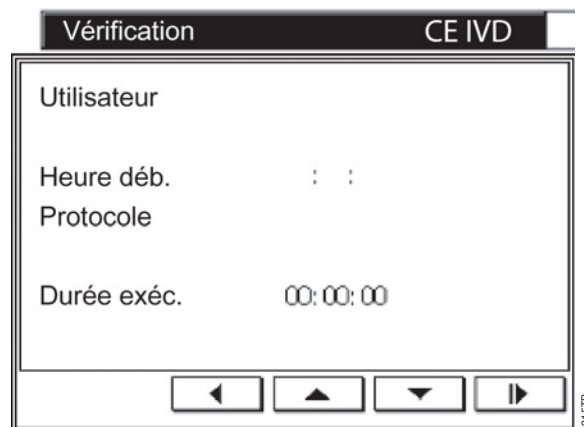 Vérification CE IVD
Utilisateur
Heure déb. : :
Protocole
Durée exéc. 00:00:00